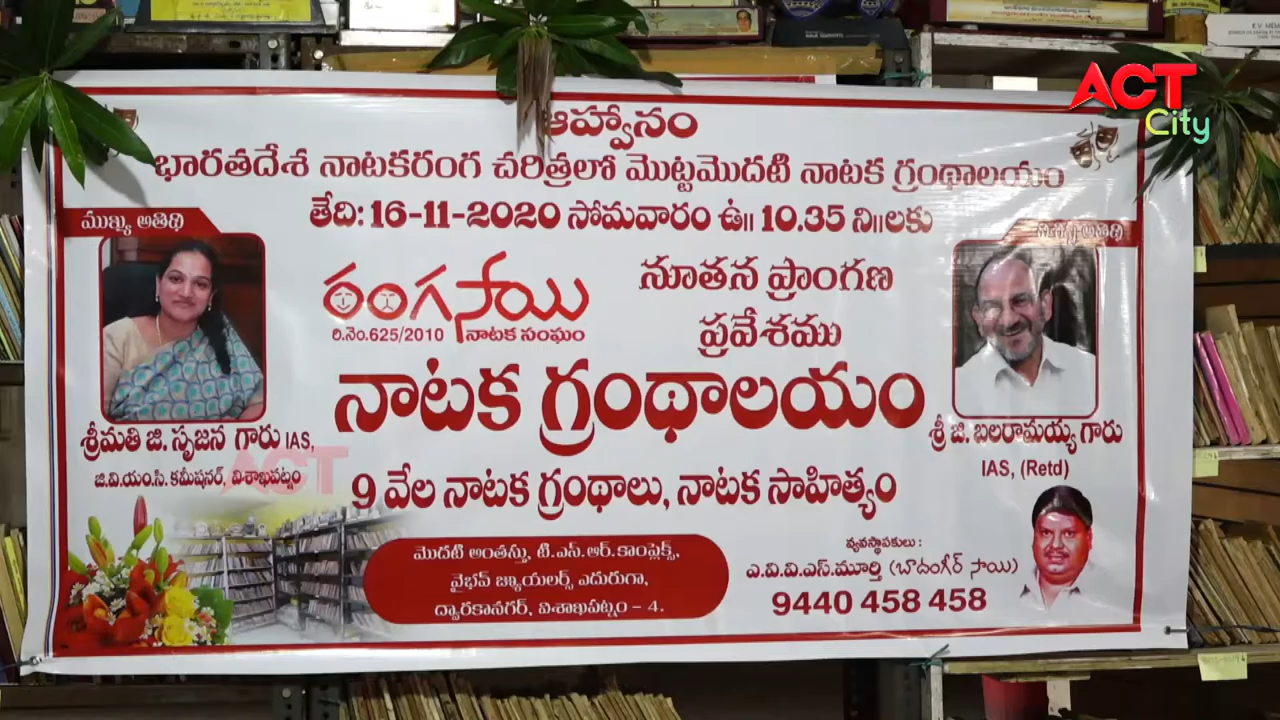 ACT
City
ఆహ్వానం
భారతదేశ నాటకరంగ చరిత్రలో మొట్టమొదటి నాటక గ్రంథాలయం
తేది: 16-11-2020 సోమవారం ఉ॥ 10.35 ని॥లకు
ముఖ్య అతిథి
రంగసాయి
రి.నెం.625/2010 నాటక సంఘం
నూతన ప్రాంగణ
ప్రవేశము
నాటక గ్రంథాలయం
9 వేల నాటక గ్రంథాలు, నాటక సాహిత్యం
శ్రీమతి జి. సృజన గారు IAS,
జి.వి.యం.సి. కమీషనర్, విశాఖపట్నం
అతిథి
శ్రీ జి. బలరామయ్య గారు
IAS, (Retd)
మొదటి అంతస్తు, టి.ఎస్.ఆర్.కాంప్లెక్స్,
వైభవ్ జ్యూయలర్స్ ఎదురుగా,
ద్వారకానగర్, విశాఖపట్నం - 4.
వ్యవస్థాపకులు :
ఎ.వి.వి.ఎస్.మూర్తి (బాదంగీర్ సాయి)
9440 458 458
ACT